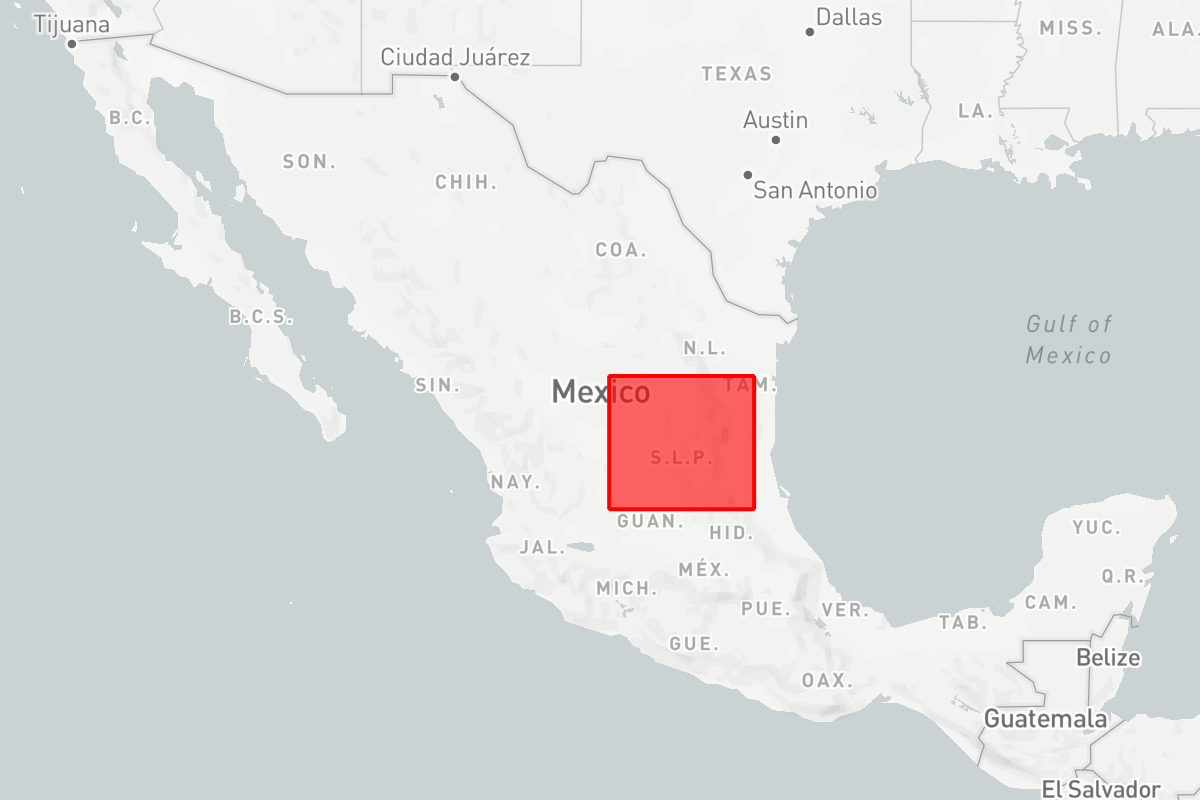 Tijuana
Dallas
MISS.
ALA.
Ciudad Juárez
TEXAS
B.C.
LA.
Austin
SON.
CHIH.
San Antonio
COA.
B.C.S.
Gulf of
Mexico
N.L.
SIN.
Mexico
TAM.
S.L.P.
NAY.
GUAN.
HID.
YUC.
JAL.
MÉX.
Q.R.
MICH.
CAM.
PUE.
VER.
TAB.
GUE.
Belize
OAX.
Guatemala
El Salvador